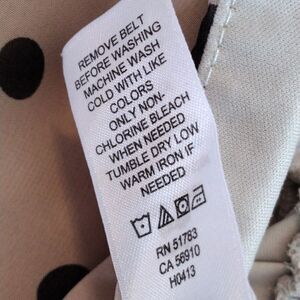 REMOVE BELT
BEFORE WASHING
MACHINE WASH
COLD WITH LIKE
COLORS
ONLY NON-
CHLORINE BLEACH
WHEN NEEDED
TUMBLE DRY LOW
WARM IRON IF
NEEDED
RN 51763
CA 56910
H0413